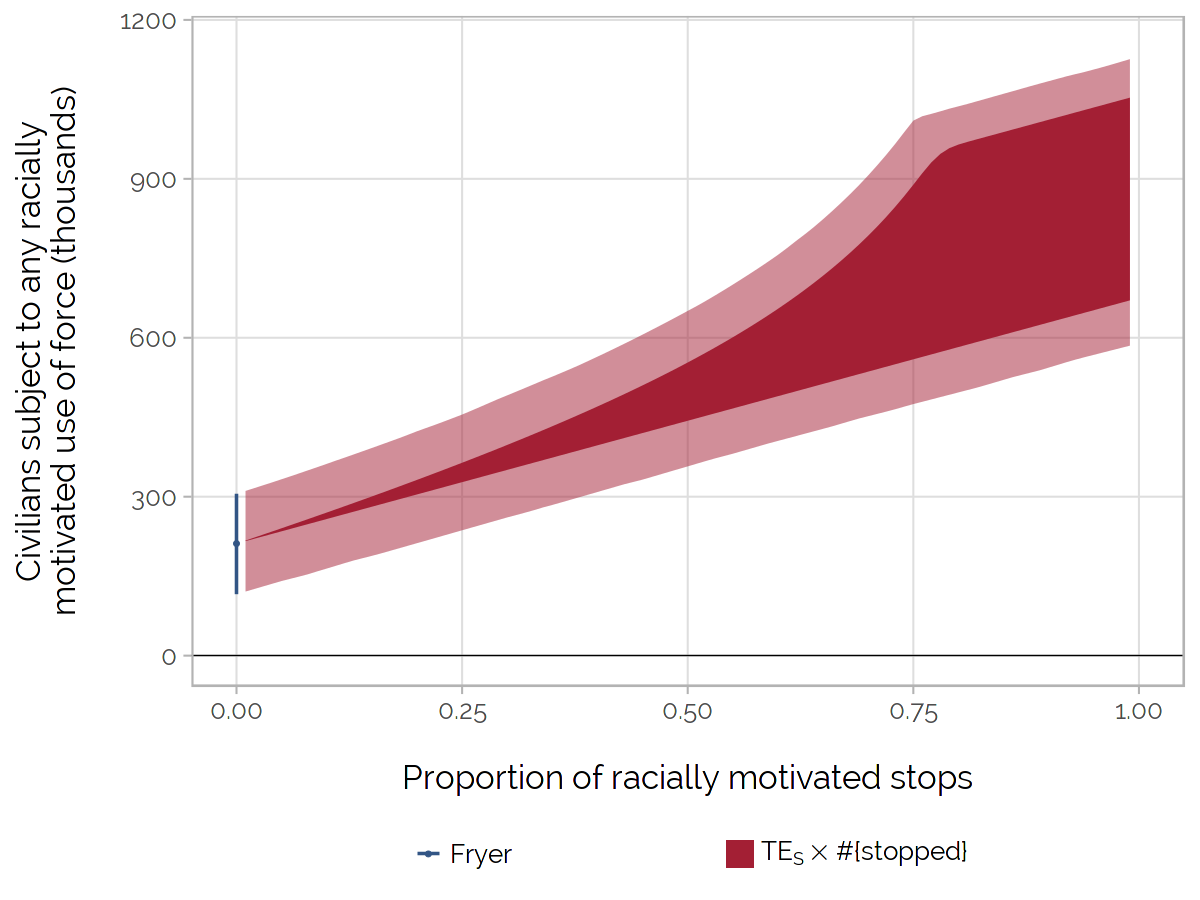 1200
900
600
300
0
Civilians subject to any racially
motivated use of force (thousands)
0.00 0.25 0.50 0.75 1.00
Proportion of racially motivated stops
Fryer TES × #{stopped}